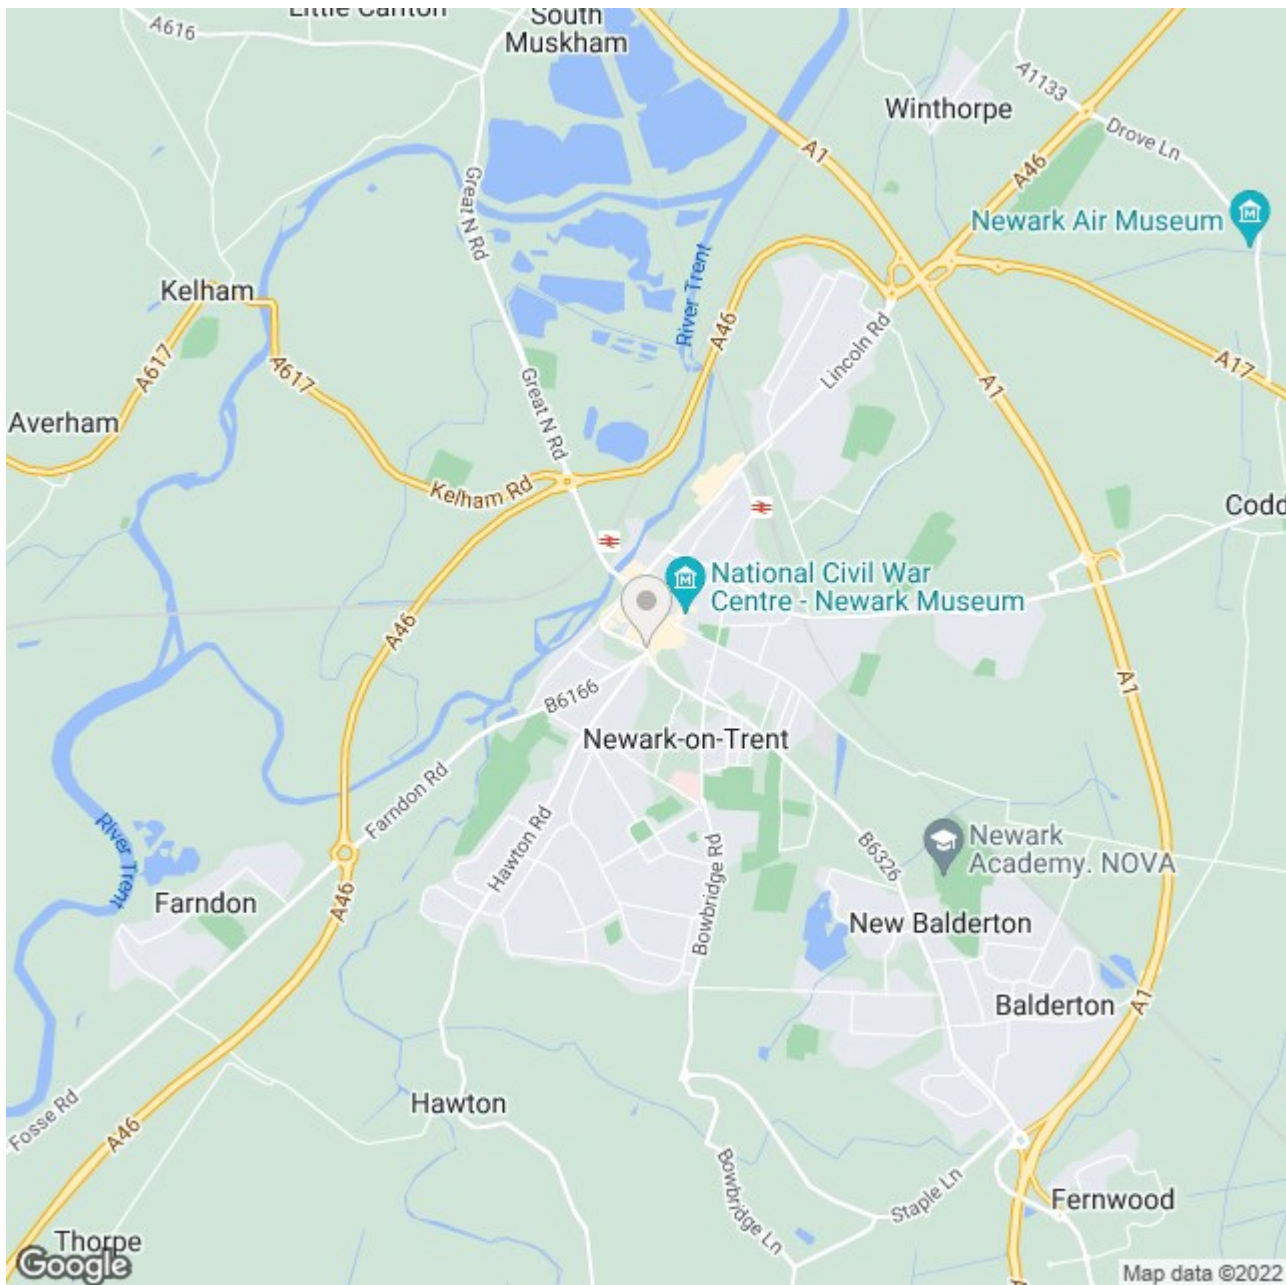 Little Carlton
A616
South
Muskham
A1133
Winthorpe
Drove Ln
A1
A46
Great N Rd
Newark Air Museum
River Trent
Kelham
A46
Lincoln Rd
A617
A617
A17
Great N Rd
A1
Averham
Kelham Rd
Codd
National Civil War
Centre - Newark Museum
A46
B6166
A1
Newark-on-Trent
Farndon Rd
River Trent
Hawton Rd
Bowbridge Rd
B6326
Newark
Academy. NOVA
Farndon
A46
New Balderton
Balderton
A1
Fosse Rd
A46
Hawton
Bowbridge Ln
Staple Ln
Fernwood
Thorpe
Google
Map data ©2022